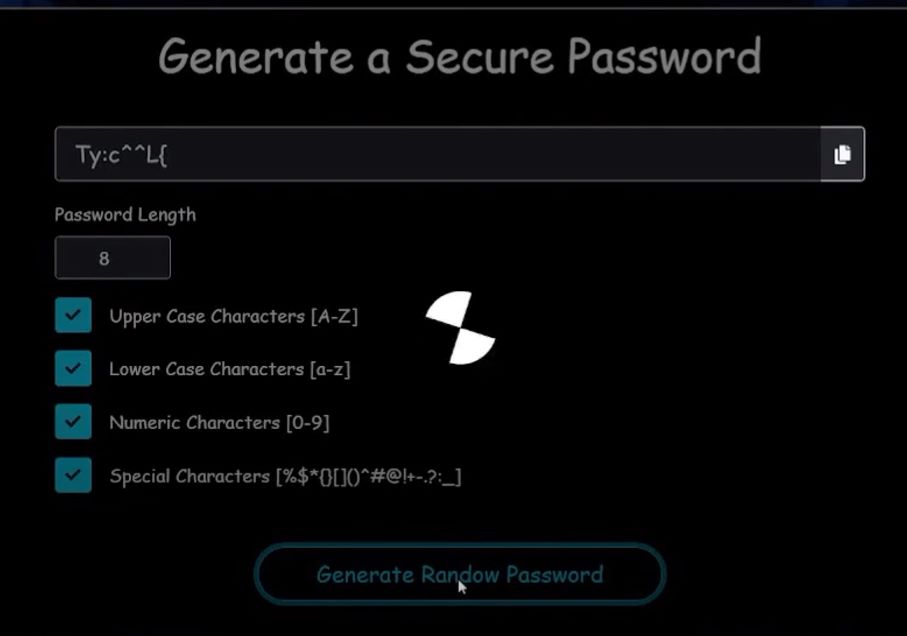 Generate a Secure Password
Ty:c^^L{
Password Length
8
Upper Case Characters [A-Z]
Lower Case Characters [a-z]
Numeric Characters [0-9]
Special Characters [%$*{}[]()^#@!+-.?:_]
Generate Randow Password